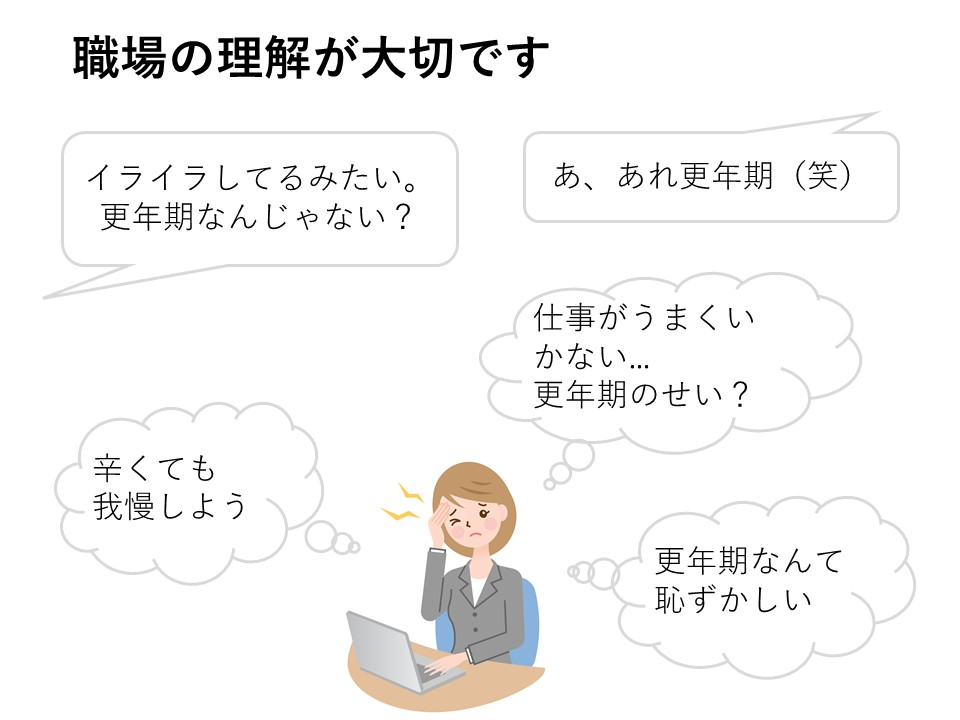 職場の理解が大切です
イライラしてるみたい。
更年期なんじゃない？
あ、あれ更年期（笑）
仕事がうまくい
かない…
更年期のせい？
辛くても
我慢しよう
更年期なんて
恥ずかしい